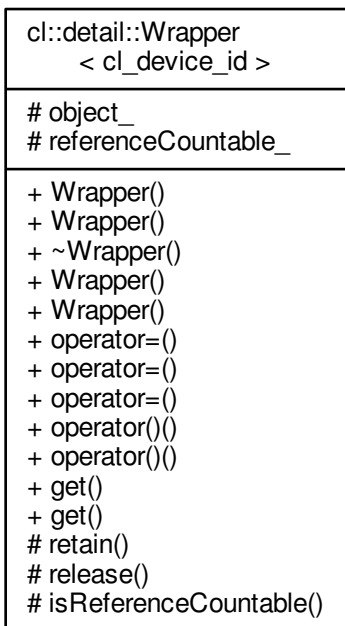 cl::detail::Wrapper
< cl_device_id >
# object_
# referenceCountable_
+ Wrapper()
+ Wrapper()
+ ~Wrapper()
+ Wrapper()
+ Wrapper()
+ operator=()
+ operator=()
+ operator=()
+ operator()()
+ operator()()
+ get()
+ get()
# retain()
# release()
# isReferenceCountable()